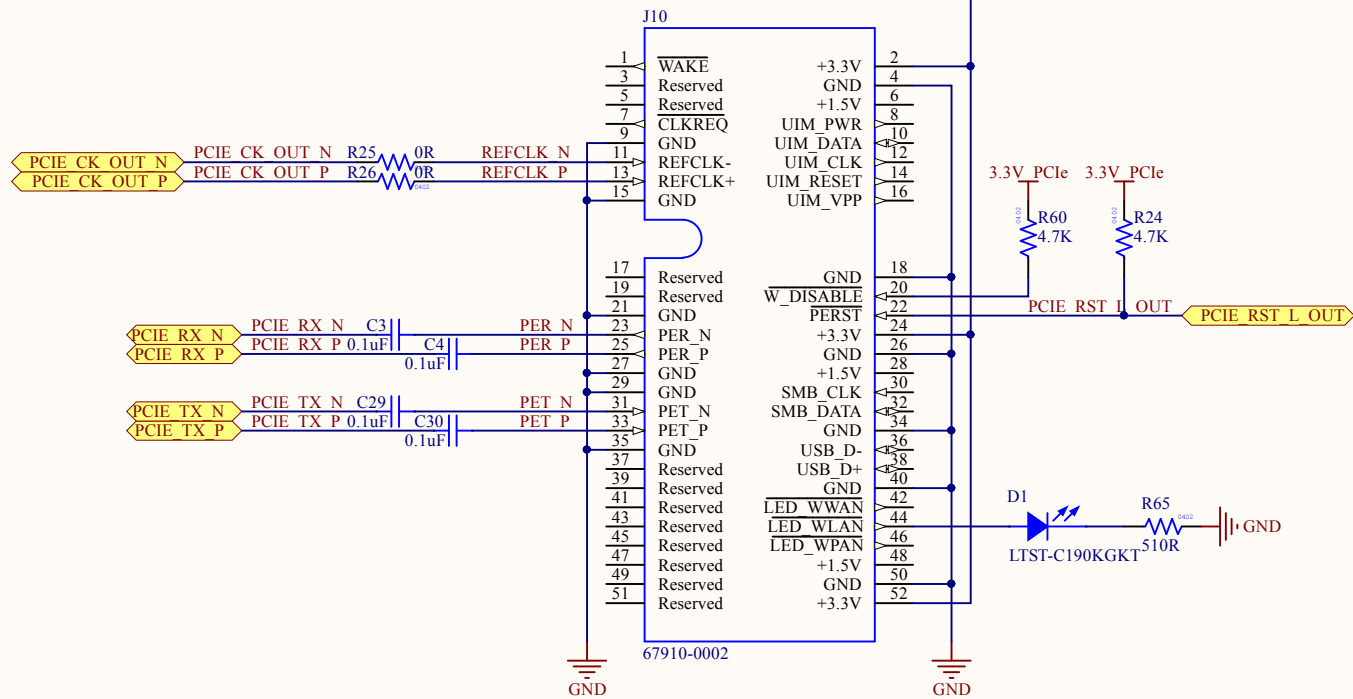 J10
1 WAKE +3.3V 2
3 Reserved GND 4
5 Reserved +1.5V 6
7 CLKREQ UIM_PWR 8
9 GND UIM_DATA 10
PCIE_CK_OUT_N PCIE_CK_OUT_N R25 0R REFCLK_N 11 REFCLK- UIM_CLK 12
PCIE_CK_OUT_P PCIE_CK_OUT_P R26 0R REFCLK_P 13 REFCLK+ UIM_RESET 14
0402
15 GND UIM_VPP 16
3.3V_PCIe 3.3V_PCIe
0402 R60 0402 R24
4.7K 4.7K
17 Reserved GND 18
19 Reserved W_DISABLE 20
21 GND PERST 22 PCIE_RST_L_OUT PCIE_RST_L_OUT
PCIE_RX_N PCIE_RX_N C3 PER_N 23 PER_N +3.3V 24
0.1uF
PCIE_RX_P PCIE_RX_P C4 PER_P 25 PER_P GND 26
0.1uF
27 GND +1.5V 28
29 GND SMB_CLK 30
PCIE_TX_N PCIE_TX_N C29 PET_N 31 PET_N SMB_DATA 32
0.1uF
PCIE_TX_P PCIE_TX_P C30 PET_P 33 PET_P GND 34
0.1uF
35 GND USB_D- 36
37 Reserved USB_D+ 38
39 Reserved GND 40
41 Reserved LED_WWAN 42
43 Reserved LED_WLAN 44
45 Reserved LED_WPAN 46
47 Reserved +1.5V 48
49 Reserved GND 50
51 Reserved +3.3V 52
D1 R65
0402
LTST-C190KGKT 510R
GND
67910-0002
GND GND